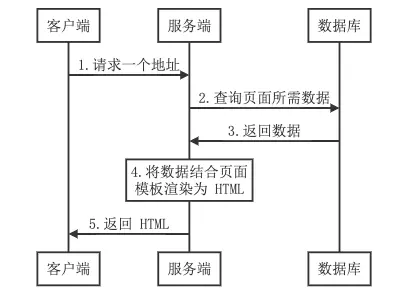 客户端 服务端 数据库
1.请求一个地址
2.查询页面所需数据
3.返回数据
4.将数据结合页面
模板渲染为 HTML
5.返回 HTML
客户端 服务端 数据库